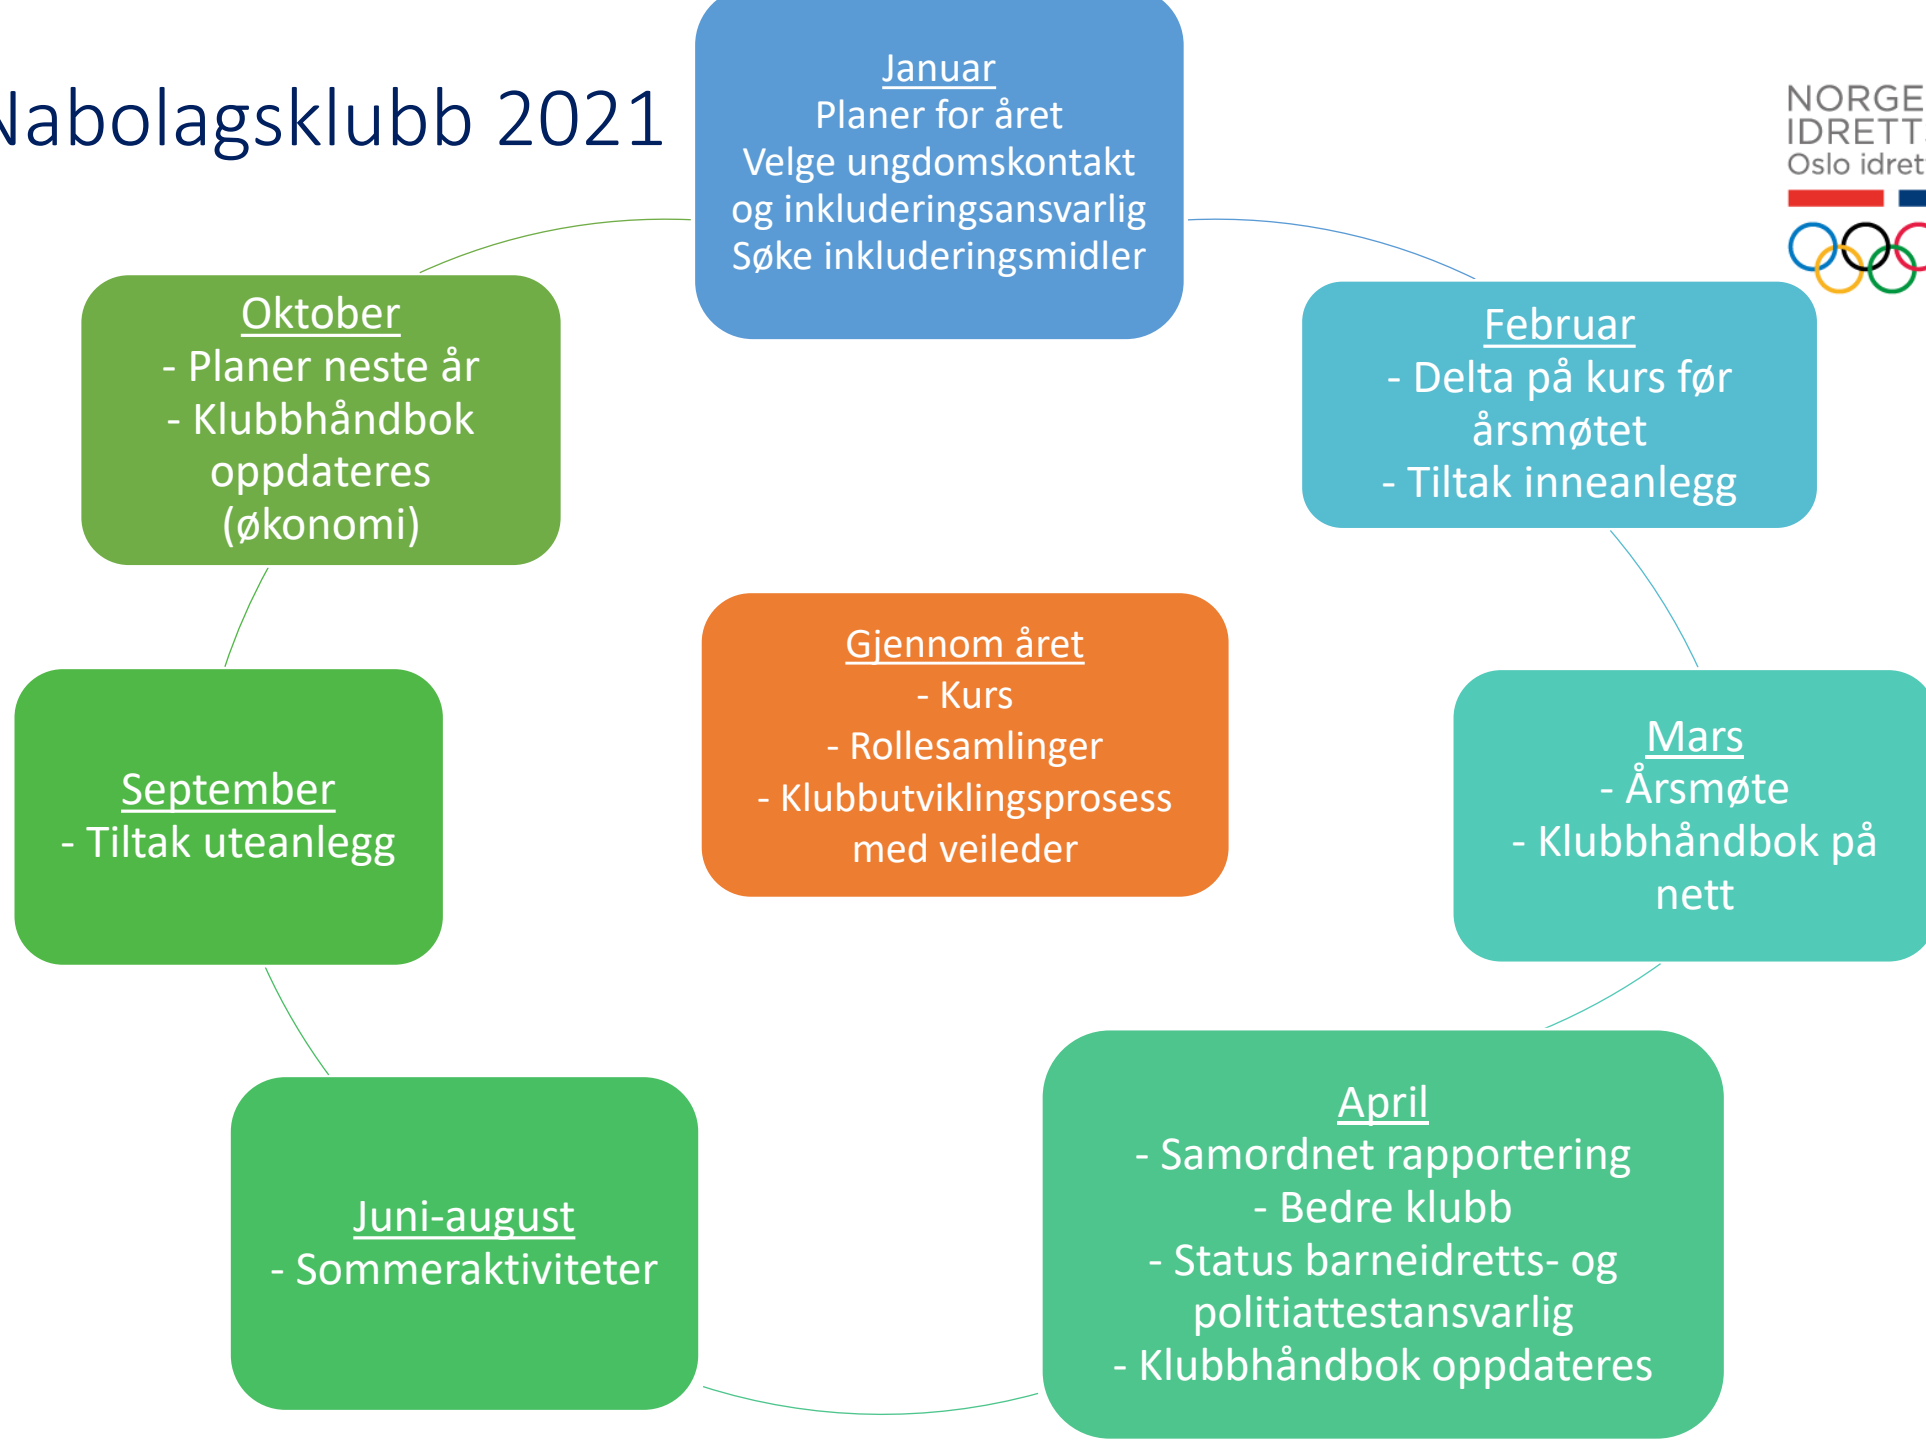 Nabolagsklubb 2021
Januar
Planer for året
Velge ungdomskontakt
og inkluderingsansvarlig
Søke inkluderingsmidler
NORGE
IDRETT
Oslo idret
Februar
- Delta på kurs før
årsmøtet
- Tiltak inneanlegg
Mars
- Årsmøte
- Klubbhåndbok på
nett
April
- Samordnet rapportering
- Bedre klubb
- Status barneidretts- og
politiattestansvarlig
- Klubbhåndbok oppdateres
Juni-august
- Sommeraktiviteter
September
- Tiltak uteanlegg
Oktober
- Planer neste år
- Klubbhåndbok
oppdateres
(økonomi)
Gjennom året
- Kurs
- Rollesamlinger
- Klubbutviklingsprosess
med veileder